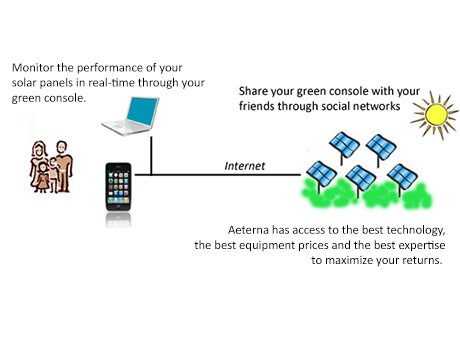 Monitor the performance of your
solar panels in real-time through your
green console.
Share your green console with your
friends through social networks
Internet
Aeterna has access to the best technology,
the best equipment prices and the best expertise
to maximize your returns.